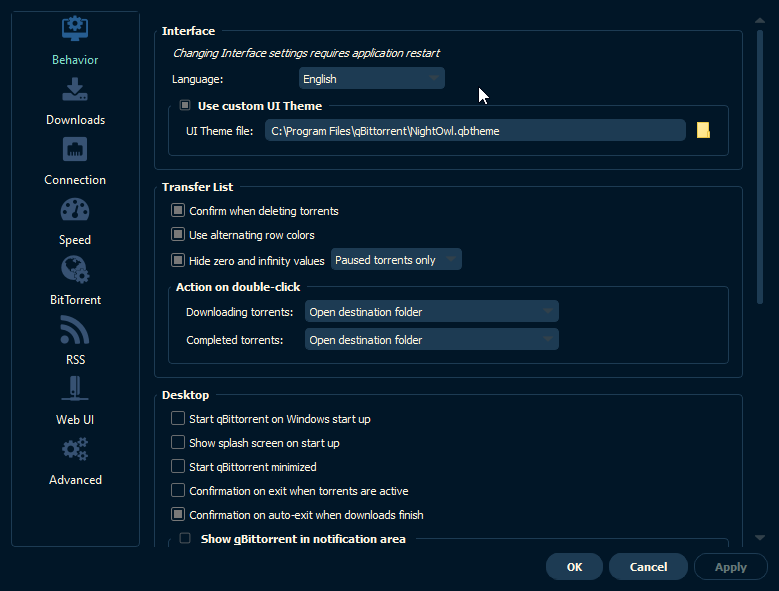 Behavior
Downloads
Connection
Speed
BitTorrent
RSS
Web UI
Advanced
Interface
Changing Interface settings requires application restart
Language: English
Use custom UI Theme
UI Theme file: C:\Program Files\qBittorrent\NightOwl.qbtheme
Transfer List
Confirm when deleting torrents
Use alternating row colors
Hide zero and infinity values Paused torrents only
Action on double-click
Downloading torrents: Open destination folder
Completed torrents: Open destination folder
Desktop
Start qBittorrent on Windows start up
Show splash screen on start up
Start qBittorrent minimized
Confirmation on exit when torrents are active
Confirmation on auto-exit when downloads finish
Show qBittorrent in notification area
OK Cancel Apply